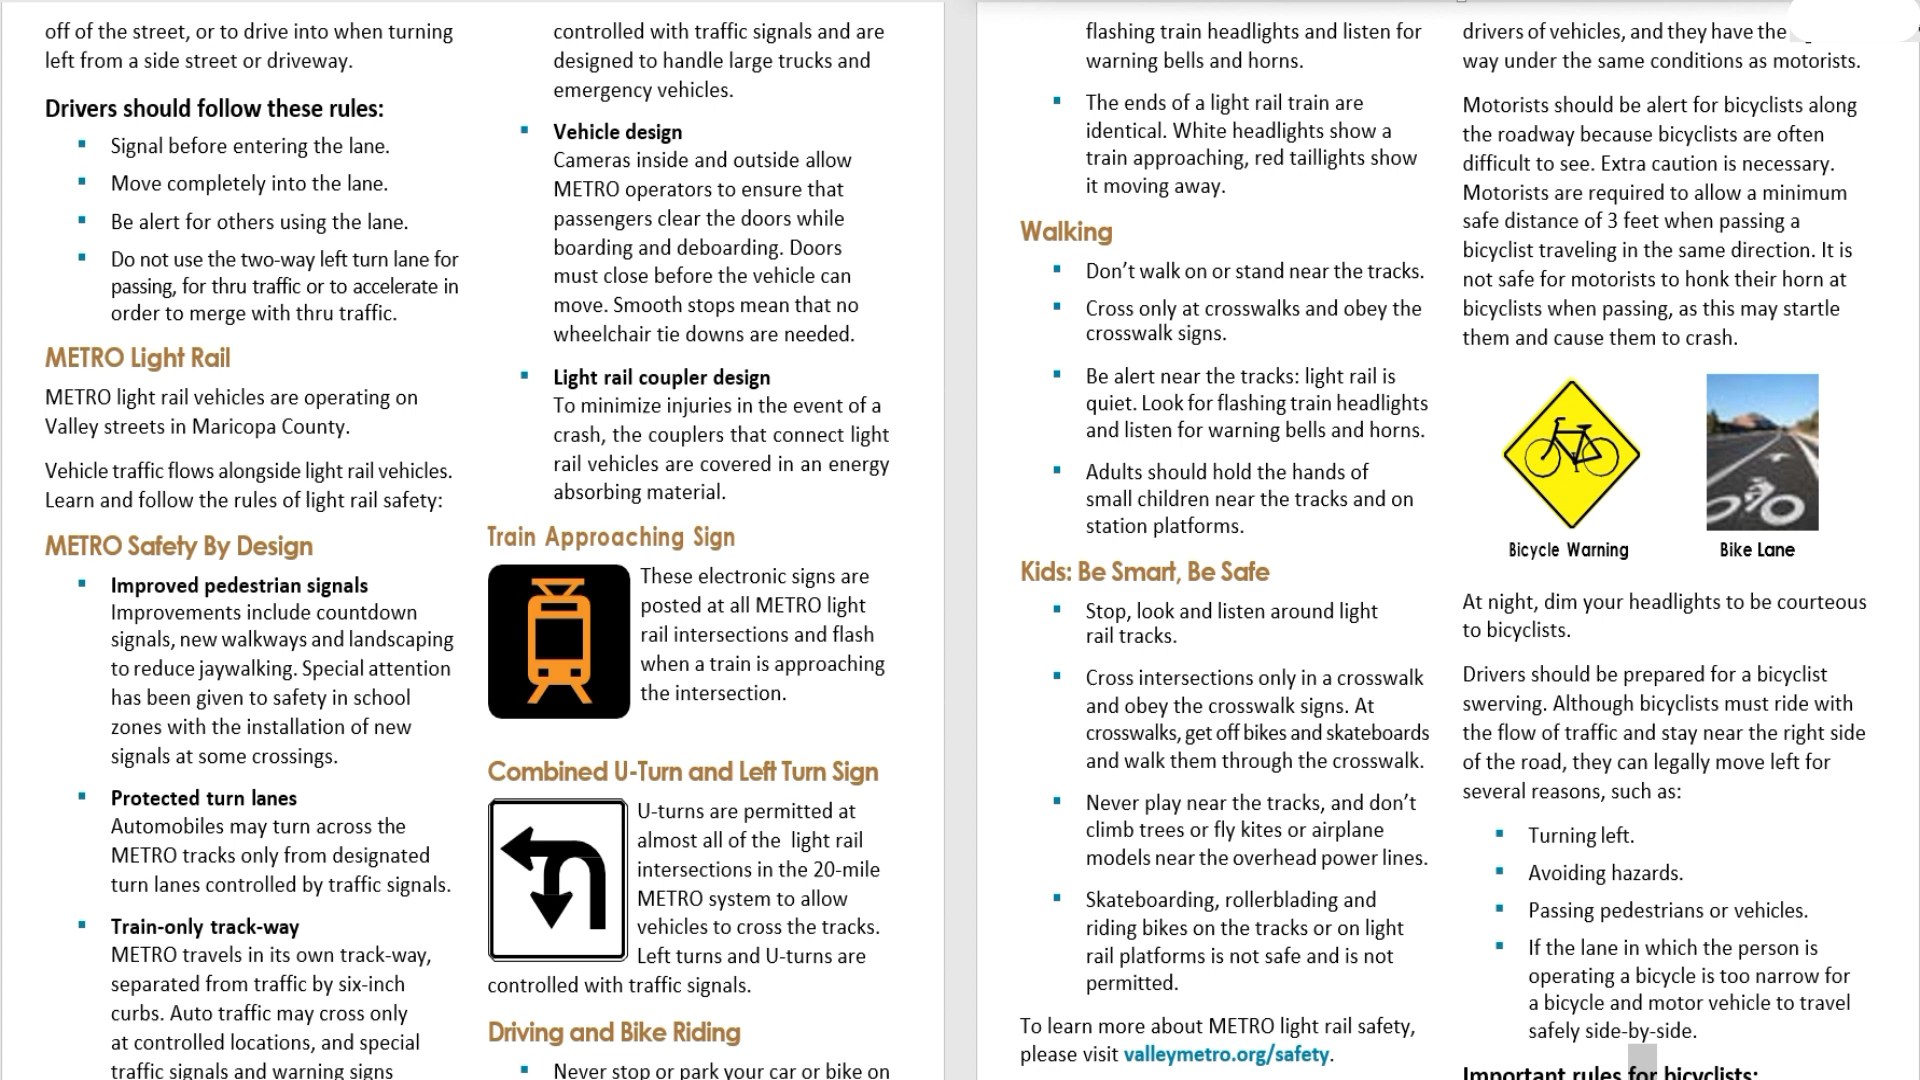 off of the street, or to drive into when turning
left from a side street or driveway.
Drivers should follow these rules:
▪ Signal before entering the lane.
▪ Move completely into the lane.
▪ Be alert for others using the lane.
▪ Do not use the two-way left turn lane for
passing, for thru traffic or to accelerate in
order to merge with thru traffic.
METRO Light Rail
METRO light rail vehicles are operating on
Valley streets in Maricopa County.
Vehicle traffic flows alongside light rail vehicles.
Learn and follow the rules of light rail safety:
METRO Safety By Design
▪ Improved pedestrian signals
Improvements include countdown
signals, new walkways and landscaping
to reduce jaywalking. Special attention
has been given to safety in school
zones with the installation of new
signals at some crossings.
▪ Protected turn lanes
Automobiles may turn across the
METRO tracks only from designated
turn lanes controlled by traffic signals.
▪ Train-only track-way
METRO travels in its own track-way,
separated from traffic by six-inch
curbs. Auto traffic may cross only
at controlled locations, and special
traffic signals and warning signs
controlled with traffic signals and are
designed to handle large trucks and
emergency vehicles.
▪ Vehicle design
Cameras inside and outside allow
METRO operators to ensure that
passengers clear the doors while
boarding and deboarding. Doors
must close before the vehicle can
move. Smooth stops mean that no
wheelchair tie downs are needed.
▪ Light rail coupler design
To minimize injuries in the event of a
crash, the couplers that connect light
rail vehicles are covered in an energy
absorbing material.
Train Approaching Sign
These electronic signs are
posted at all METRO light
rail intersections and flash
when a train is approaching
the intersection.
Combined U-Turn and Left Turn Sign
U-turns are permitted at
almost all of the light rail
intersections in the 20-mile
METRO system to allow
vehicles to cross the tracks.
Left turns and U-turns are
controlled with traffic signals.
Driving and Bike Riding
▪ Never stop or park your car or bike on
flashing train headlights and listen for
warning bells and horns.
▪ The ends of a light rail train are
identical. White headlights show a
train approaching, red taillights show
it moving away.
Walking
▪ Don’t walk on or stand near the tracks.
▪ Cross only at crosswalks and obey the
crosswalk signs.
▪ Be alert near the tracks: light rail is
quiet. Look for flashing train headlights
and listen for warning bells and horns.
▪ Adults should hold the hands of
small children near the tracks and on
station platforms.
Kids: Be Smart, Be Safe
▪ Stop, look and listen around light
rail tracks.
▪ Cross intersections only in a crosswalk
and obey the crosswalk signs. At
crosswalks, get off bikes and skateboards
and walk them through the crosswalk.
▪ Never play near the tracks, and don’t
climb trees or fly kites or airplane
models near the overhead power lines.
▪ Skateboarding, rollerblading and
riding bikes on the tracks or on light
rail platforms is not safe and is not
permitted.
To learn more about METRO light rail safety,
please visit valleymetro.org/safety.
drivers of vehicles, and they have the
way under the same conditions as motorists.
Motorists should be alert for bicyclists along
the roadway because bicyclists are often
difficult to see. Extra caution is necessary.
Motorists are required to allow a minimum
safe distance of 3 feet when passing a
bicyclist traveling in the same direction. It is
not safe for motorists to honk their horn at
bicyclists when passing, as this may startle
them and cause them to crash.
Bicycle Warning
Bike Lane
At night, dim your headlights to be courteous
to bicyclists.
Drivers should be prepared for a bicyclist
swerving. Although bicyclists must ride with
the flow of traffic and stay near the right side
of the road, they can legally move left for
several reasons, such as:
▪ Turning left.
▪ Avoiding hazards.
▪ Passing pedestrians or vehicles.
▪ If the lane in which the person is
operating a bicycle is too narrow for
a bicycle and motor vehicle to travel
safely side-by-side.
Important rules for bicyclists: